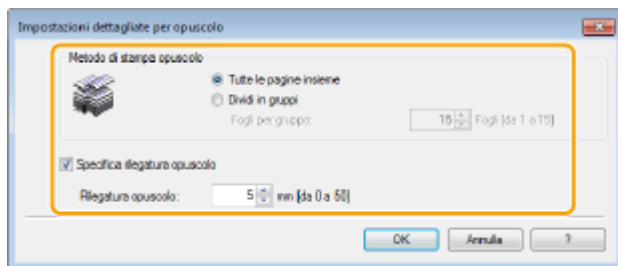 Impostazioni dettagliate per opuscolo
Metodo di stampa opuscolo
Tutte le pagine insieme
Dividi in gruppi
Fogli per gruppo: 15 Fogli [da 1 a 15]
Specifica rilegatura opuscolo
Rilegatura opuscolo: 5 mm [da 0 a 50]
OK Annulla ?